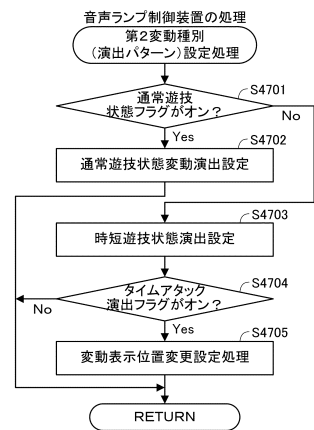 音声ランプ制御装置の処理
第２変動種別
（演出パターン）設定処理
S4701
通常遊技
状態フラグがオン？
No
Yes
S4702
通常遊技状態変動演出設定
S4703
時短遊技状態演出設定
S4704
タイムアタック
演出フラグがオン？
No
Yes
S4705
変動表示位置変更設定処理
RETURN